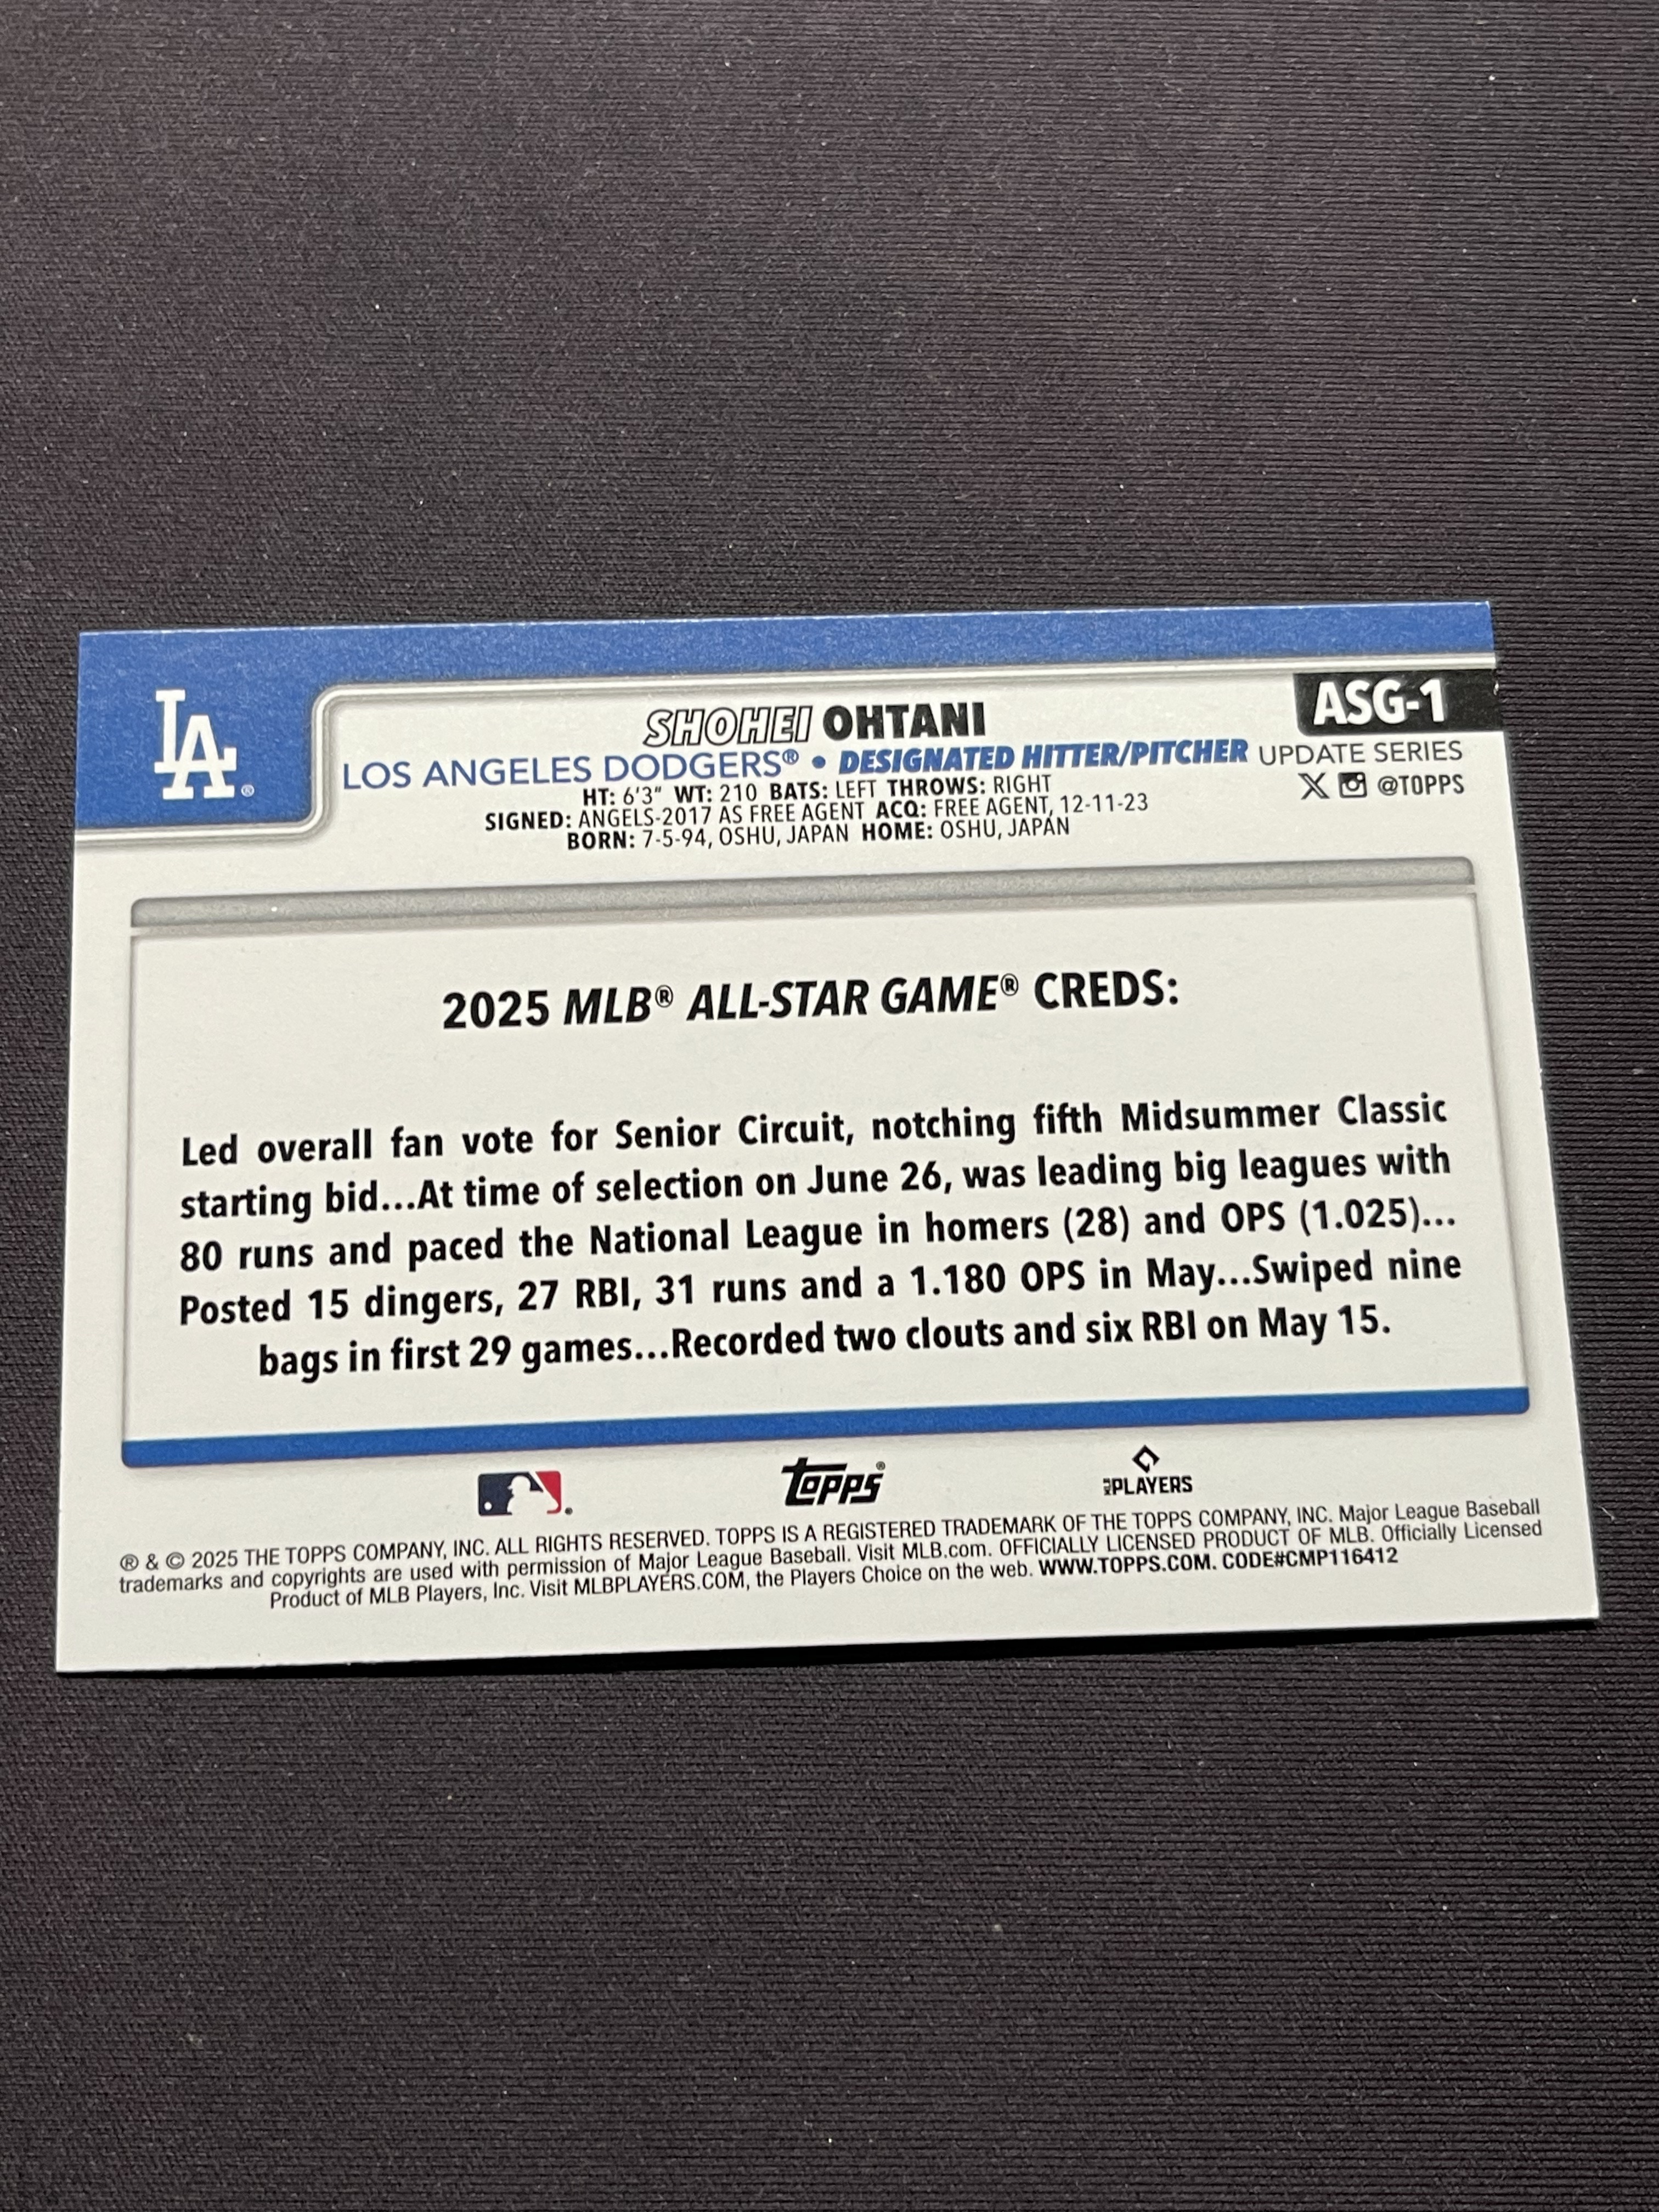 LA®
SHOHEI OHTANI
ASG-1
LOS ANGELES DODGERS® • DESIGNATED HITTER/PITCHER
UPDATE SERIES
HT: 6'3" WT: 210 BATS: LEFT THROWS: RIGHT
@TOPPS
SIGNED: ANGELS-2017 AS FREE AGENT ACQ: FREE AGENT, 12-11-23
BORN: 7-5-94, OSHU, JAPAN HOME: OSHU, JAPAN
2025 MLB® ALL-STAR GAME® CREDS:
Led overall fan vote for Senior Circuit, notching fifth Midsummer Classic
starting bid...At time of selection on June 26, was leading big leagues with
80 runs and paced the National League in homers (28) and OPS (1.025)...
Posted 15 dingers, 27 RBI, 31 runs and a 1.180 OPS in May...Swiped nine
bags in first 29 games...Recorded two clouts and six RBI on May 15.
Topps®
PLAYERS
® & © 2025 THE TOPPS COMPANY, INC. ALL RIGHTS RESERVED. TOPPS IS A REGISTERED TRADEMARK OF THE TOPPS COMPANY, INC. Major League Baseball
trademarks and copyrights are used with permission of Major League Baseball. Visit MLB.com. OFFICIALLY LICENSED PRODUCT OF MLB. Officially Licensed
Product of MLB Players, Inc. Visit MLBPLAYERS.COM, the Players Choice on the web. WWW.TOPPS.COM. CODE#CMP116412